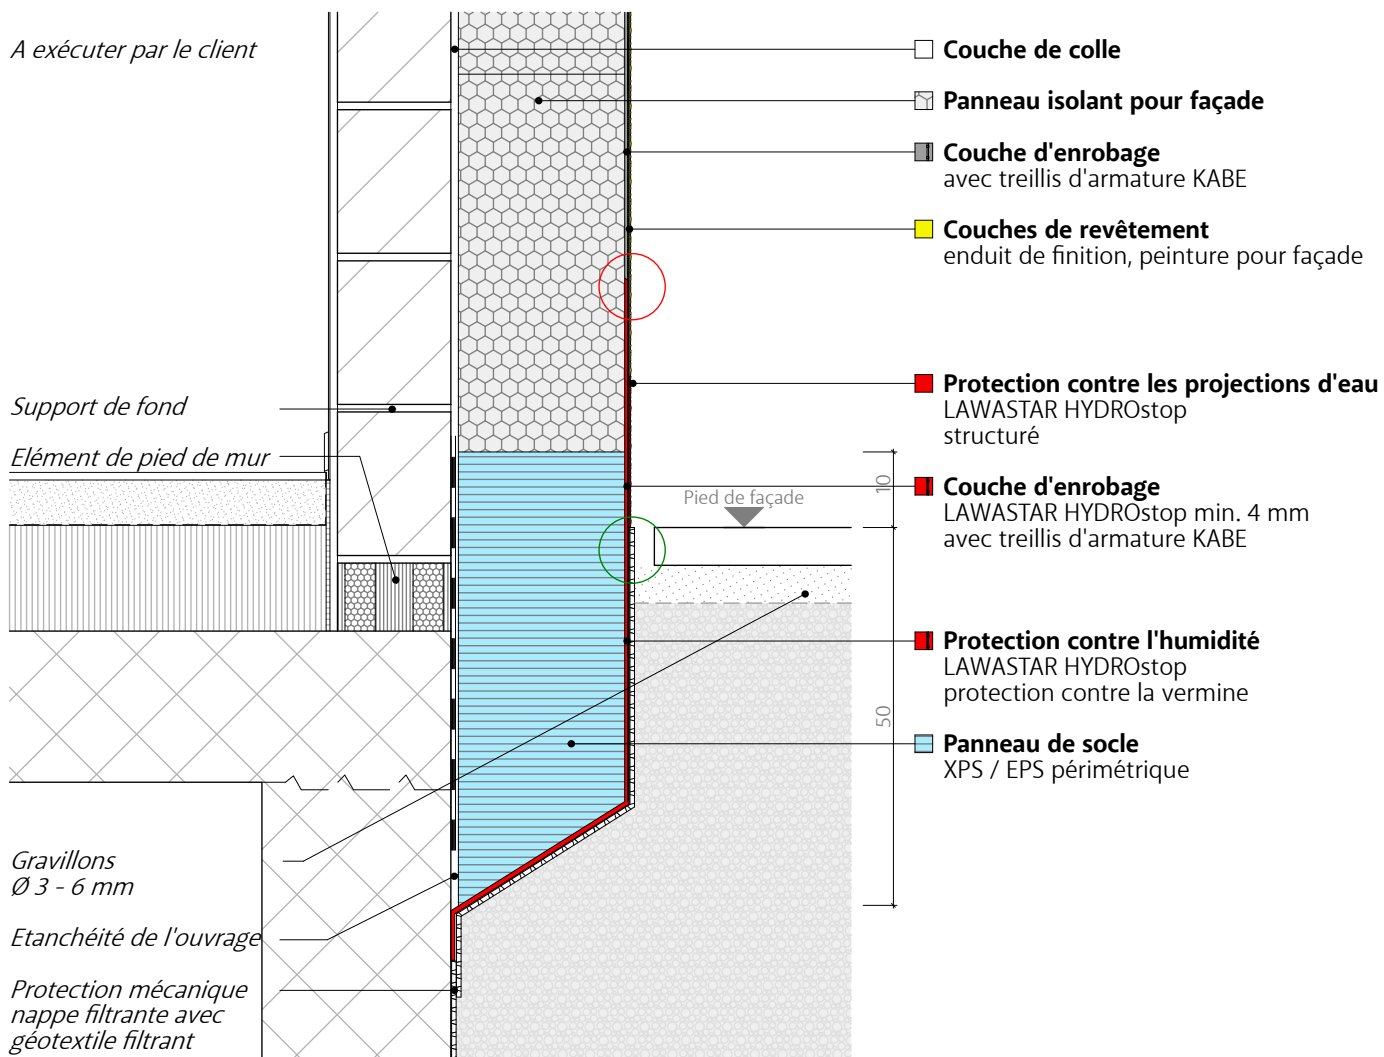 A exécuter par le client
Support de fond
Elément de pied de mur
Gravillons
Ø 3 - 6 mm
Etanchéité de l'ouvrage
Protection mécanique
nappe filtrante avec
géotextile filtrant
Pied de façade
10
50
Couche de colle
Panneau isolant pour façade
Couche d'enrobage
avec treillis d'armature KABE
Couches de revêtement
enduit de finition, peinture pour façade
Protection contre les projections d'eau
LAWASTAR HYDROstop
structuré
Couche d'enrobage
LAWASTAR HYDROstop min. 4 mm
avec treillis d'armature KABE
Protection contre l'humidité
LAWASTAR HYDROstop
protection contre la vermine
Panneau de socle
XPS / EPS périmétrique